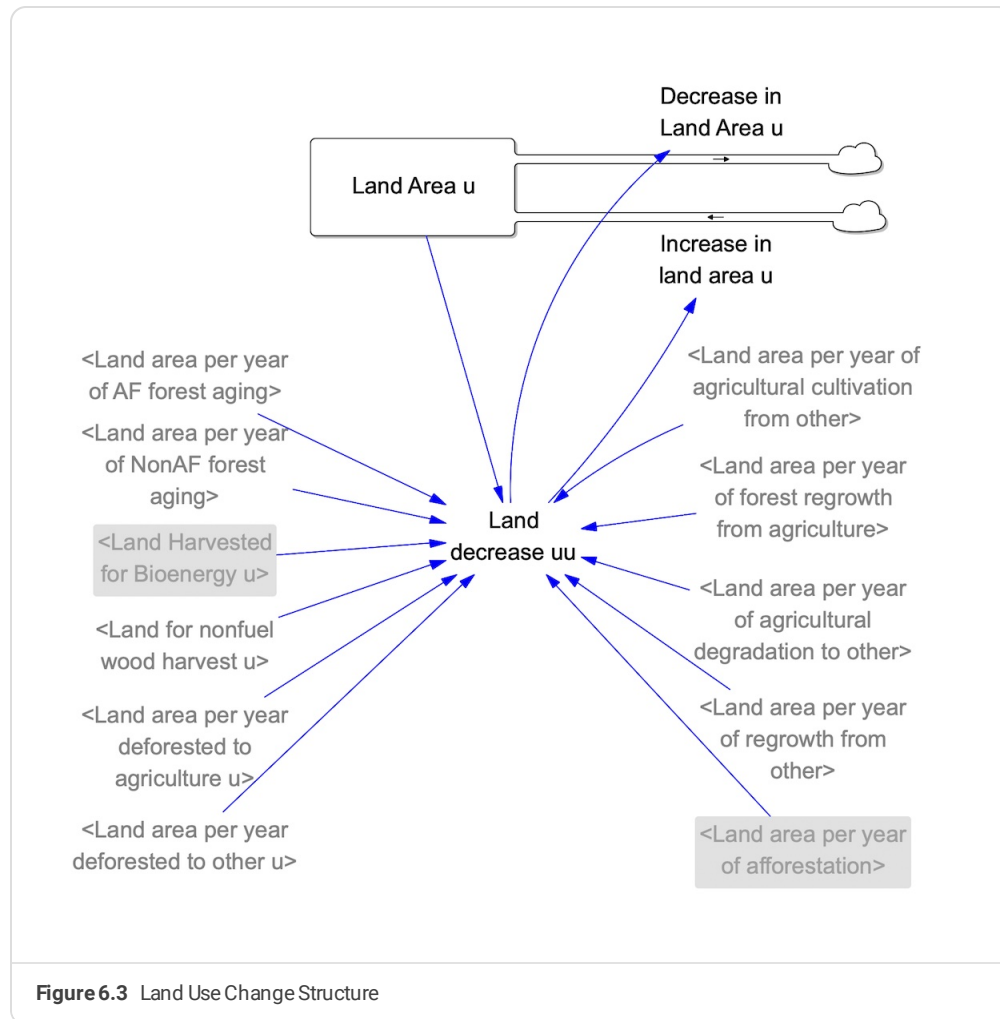 Decrease in
Land Area u
Land Area u
Increase in
land area u
<Land area per year
of AF forest aging>
<Land area per year
of NonAF forest
aging>
<Land Harvested
for Bioenergy u>
<Land for nonfuel
wood harvest u>
<Land area per year
deforested to
agriculture u>
<Land area per year
deforested to other u>
Land
decrease uu
<Land area per year of
agricultural cultivation
from other>
<Land area per year
of forest regrowth
from agriculture>
<Land area per year
of agricultural
degradation to other>
<Land area per year
of regrowth from
other>
<Land area per year
of afforestation>
Figure 6.3 Land Use Change Structure